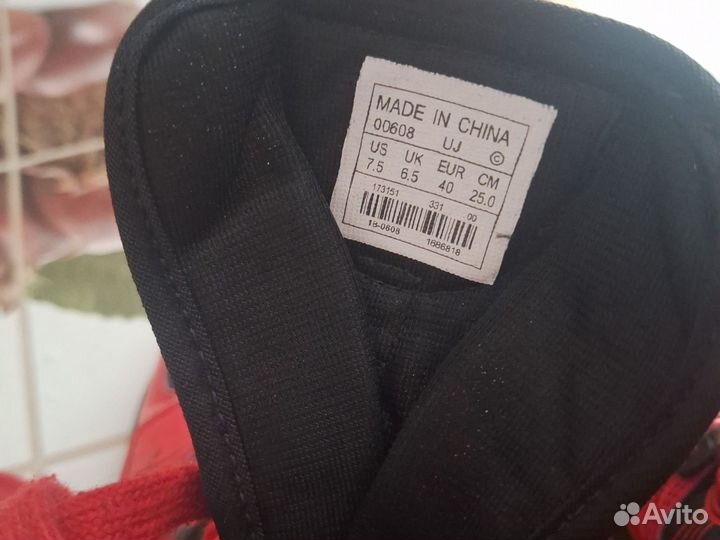 MADE IN CHINA
00608 UJ ©
US UK EUR CM
7.5 6.5 40 25.0
173151 331 00
1B-0608 1686818
Avito